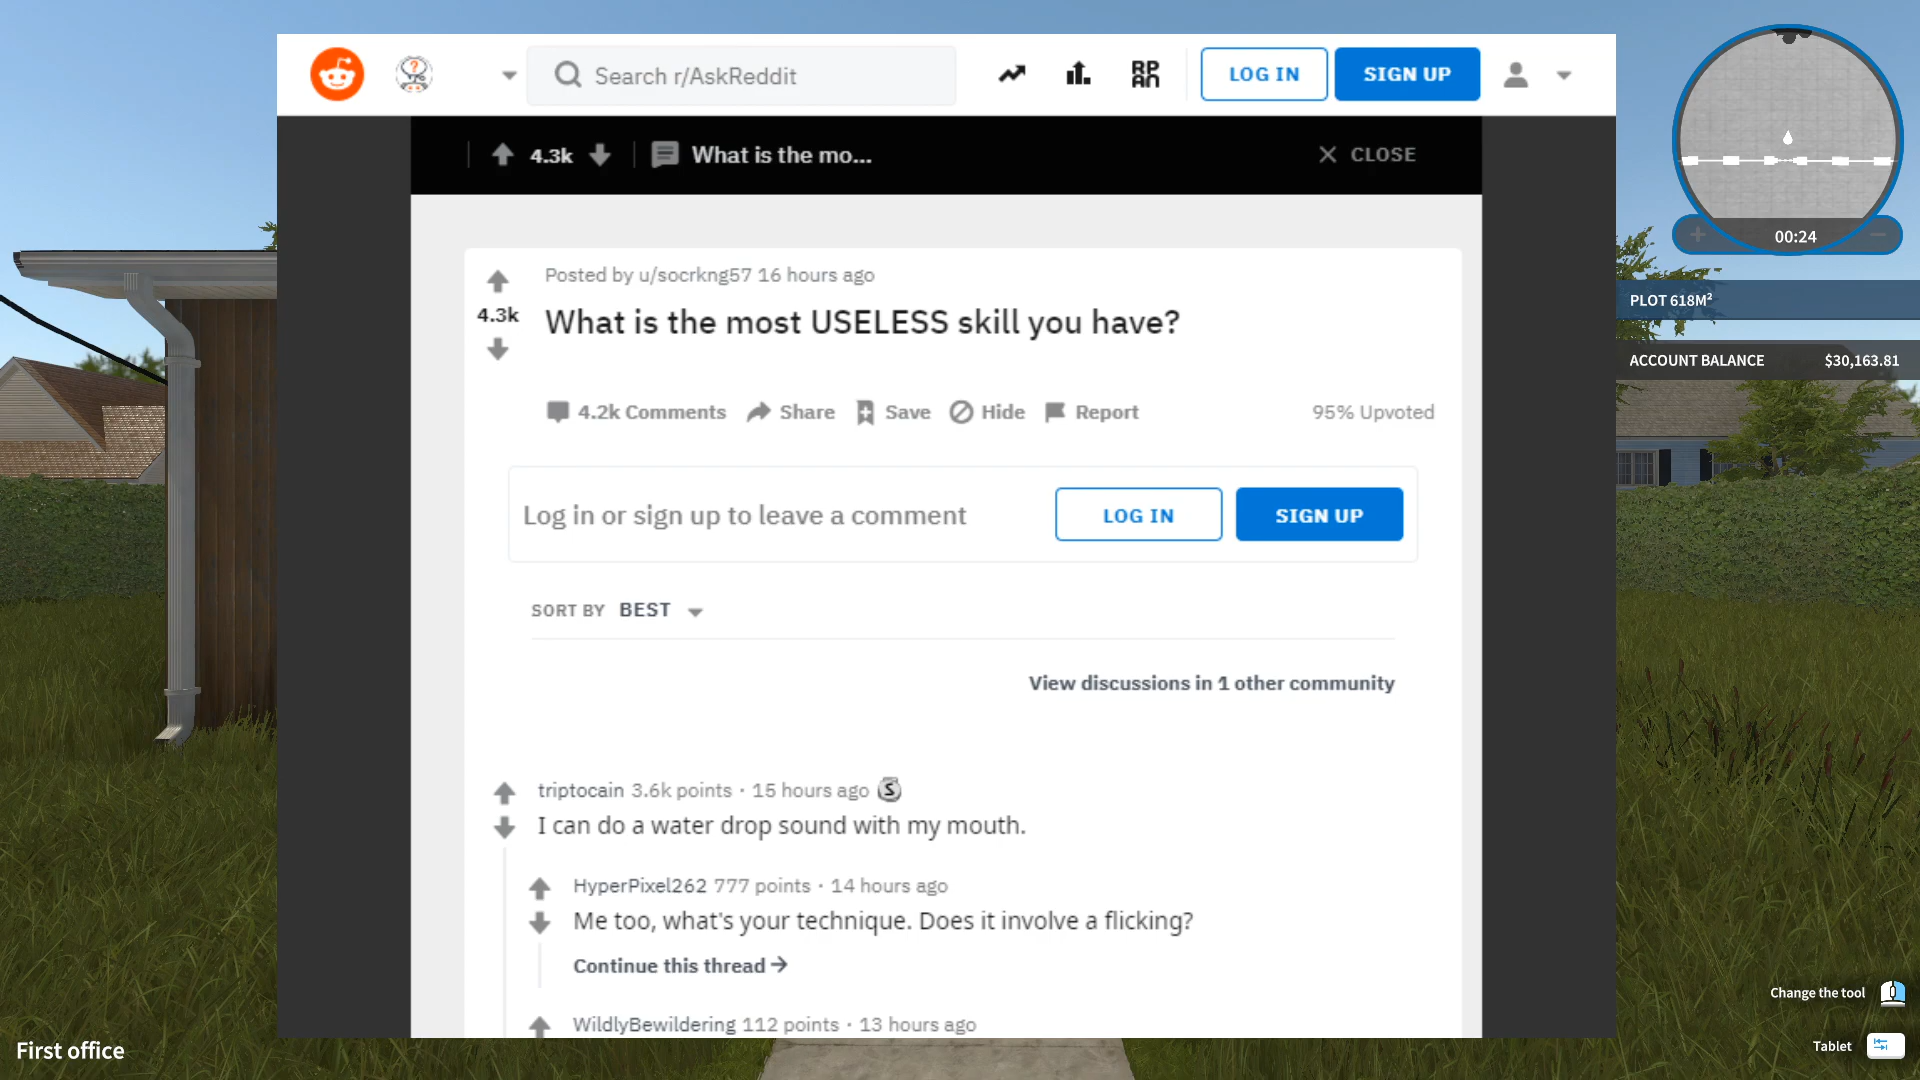 Search r/AskReddit
RPAN
LOG IN
SIGN UP
4.3k
What is the mo...
CLOSE
00:24
PLOT 618M²
ACCOUNT BALANCE $30,163.81
Posted by u/socrkng57 16 hours ago
4.3k
What is the most USELESS skill you have?
4.2k Comments Share Save Hide Report 95% Upvoted
Log in or sign up to leave a comment LOG IN SIGN UP
SORT BY BEST
View discussions in 1 other community
triptocain 3.6k points · 15 hours ago S
I can do a water drop sound with my mouth.
HyperPixel262 777 points · 14 hours ago
Me too, what's your technique. Does it involve a flicking?
Continue this thread →
WildlyBewildering 112 points · 13 hours ago
Change the tool
Tablet
First office